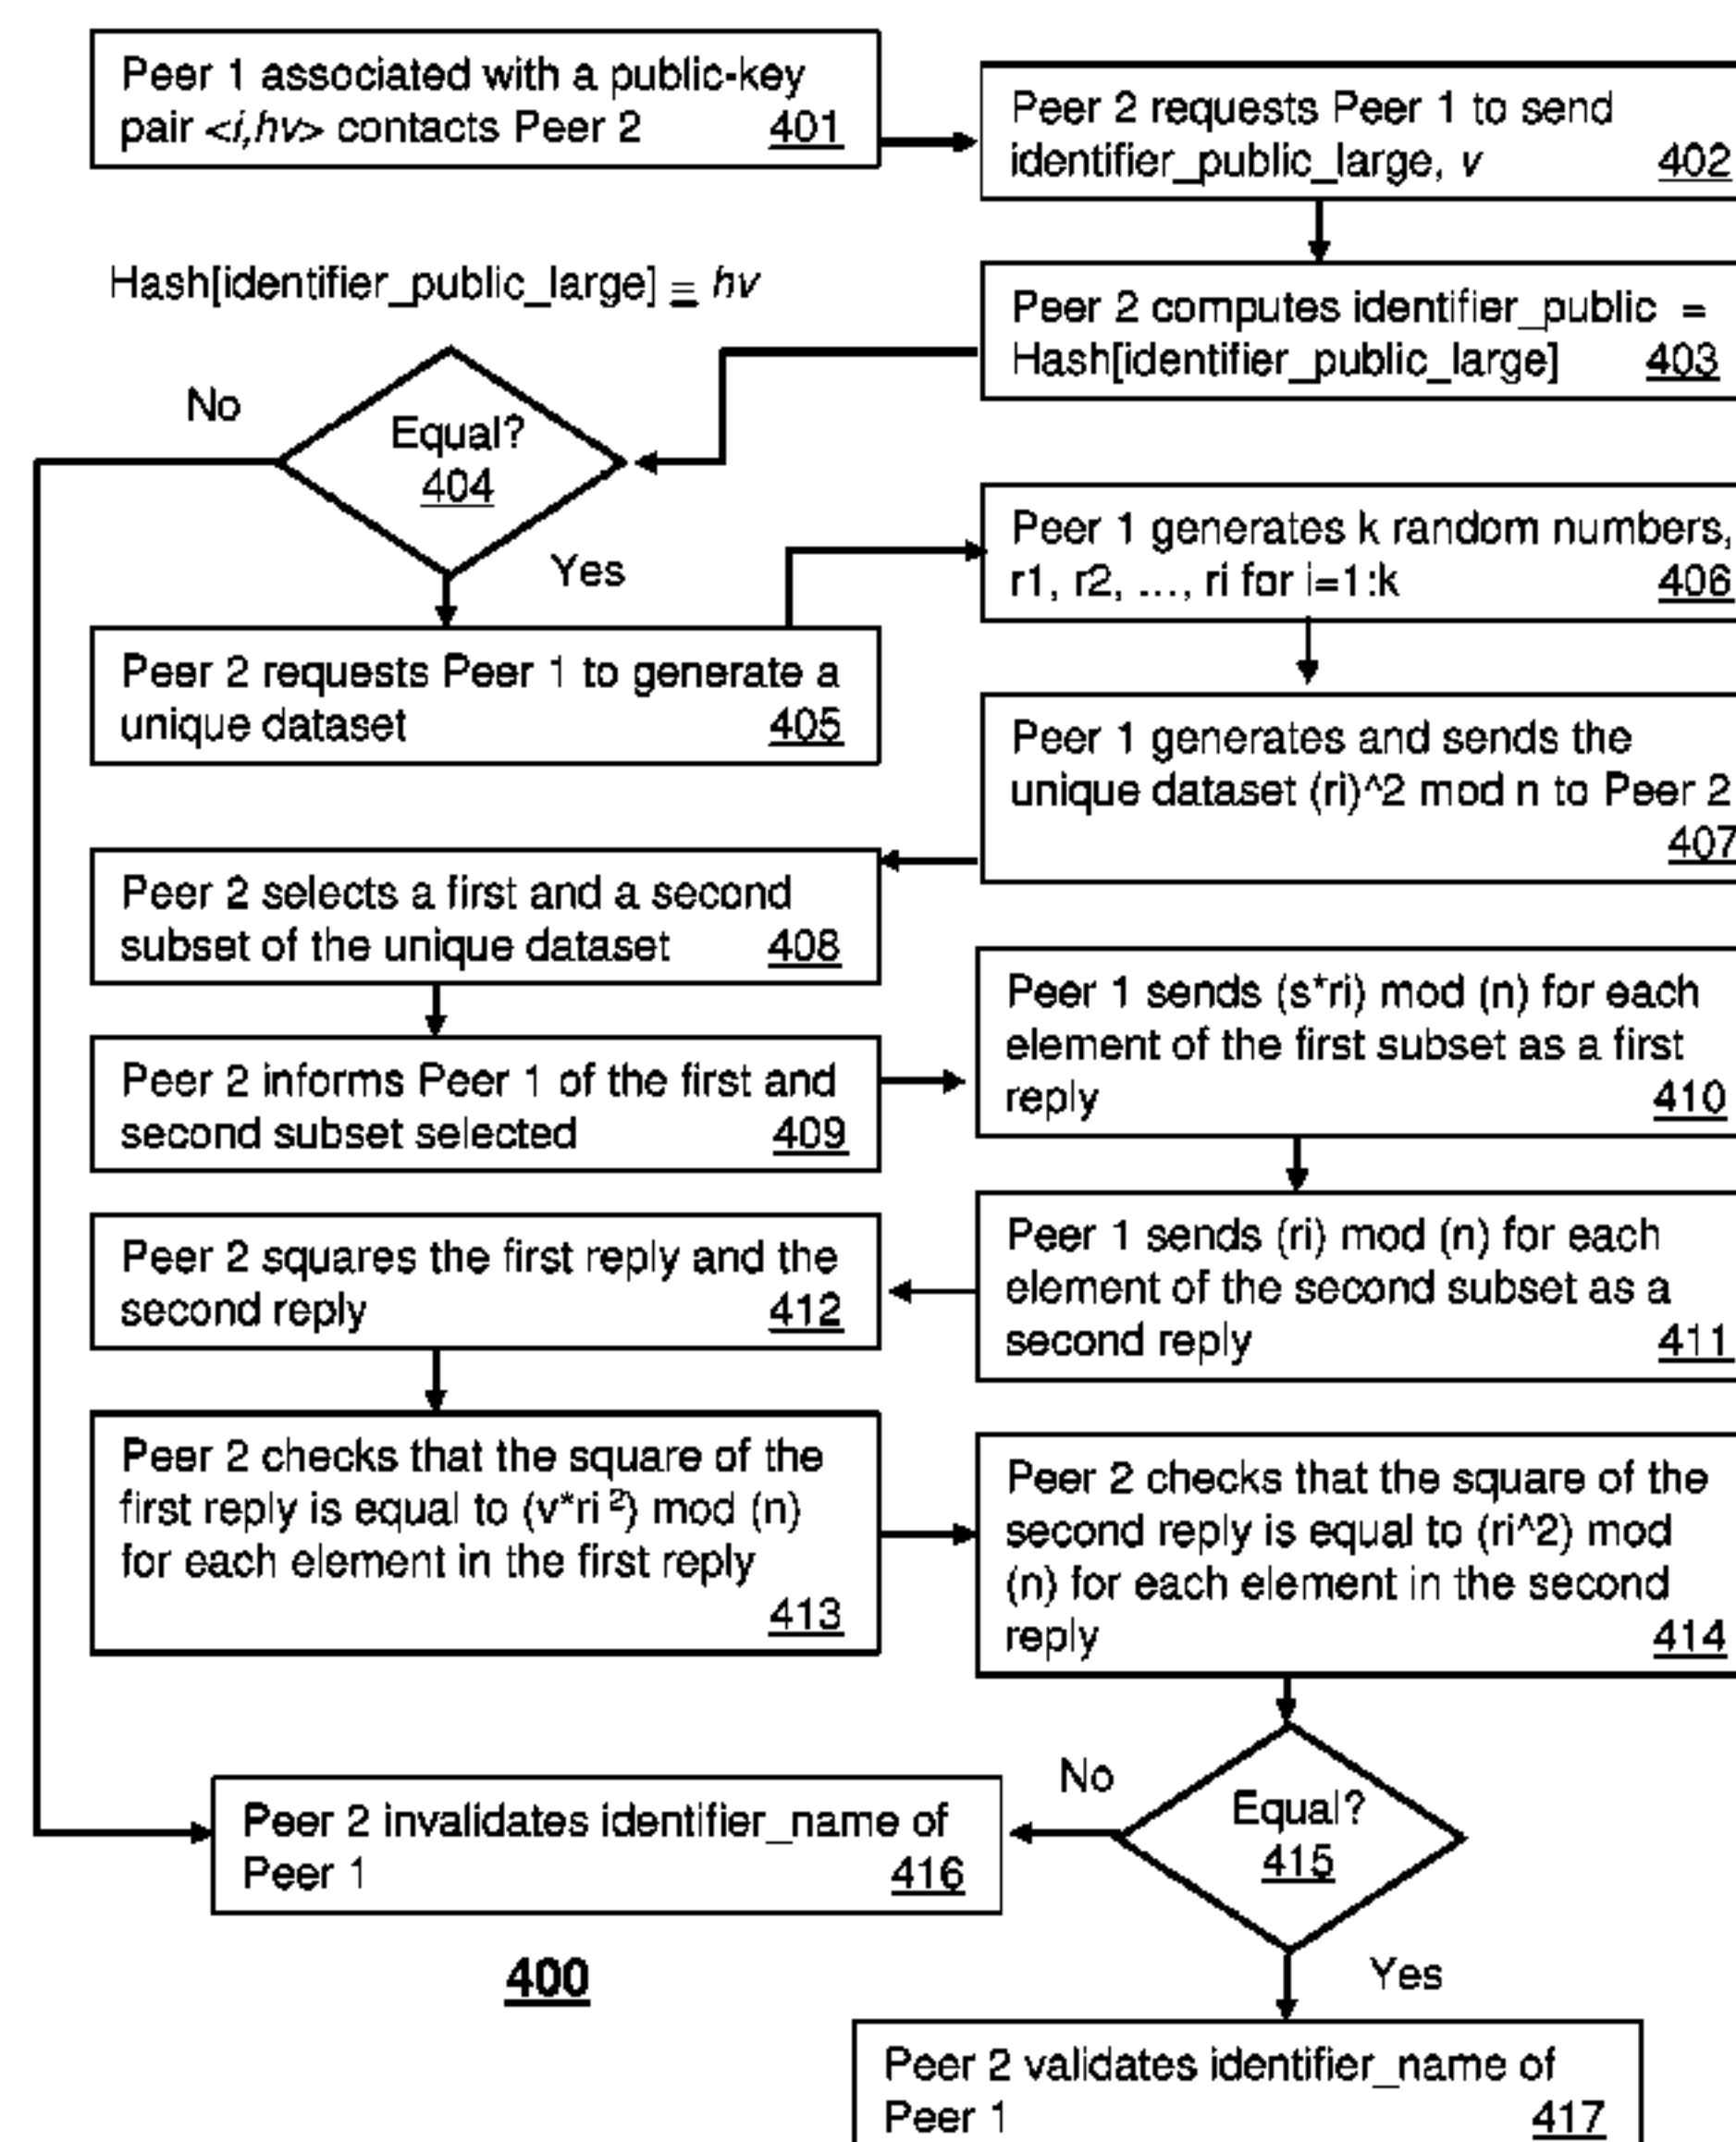 Peer 1 associated with a public-key
pair <i,hv> contacts Peer 2 401
Peer 2 requests Peer 1 to send
identifier_public_large, v 402
Peer 2 computes identifier_public =
Hash[identifier_public_large] 403
Hash[identifier_public_large] = hv
Equal?
404
No
Yes
Peer 2 requests Peer 1 to generate a
unique dataset 405
Peer 1 generates k random numbers,
r1, r2, ..., ri for i=1:k 406
Peer 1 generates and sends the
unique dataset (ri)^2 mod n to Peer 2
407
Peer 2 selects a first and a second
subset of the unique dataset 408
Peer 2 informs Peer 1 of the first and
second subset selected 409
Peer 1 sends (s*ri) mod (n) for each
element of the first subset as a first
reply 410
Peer 1 sends (ri) mod (n) for each
element of the second subset as a
second reply 411
Peer 2 squares the first reply and the
second reply 412
Peer 2 checks that the square of the
first reply is equal to (v*ri²) mod (n)
for each element in the first reply
413
Peer 2 checks that the square of the
second reply is equal to (ri^2) mod
(n) for each element in the second
reply 414
Equal?
415
No
Yes
Peer 2 invalidates identifier_name of
Peer 1 416
400
Peer 2 validates identifier_name of
Peer 1 417